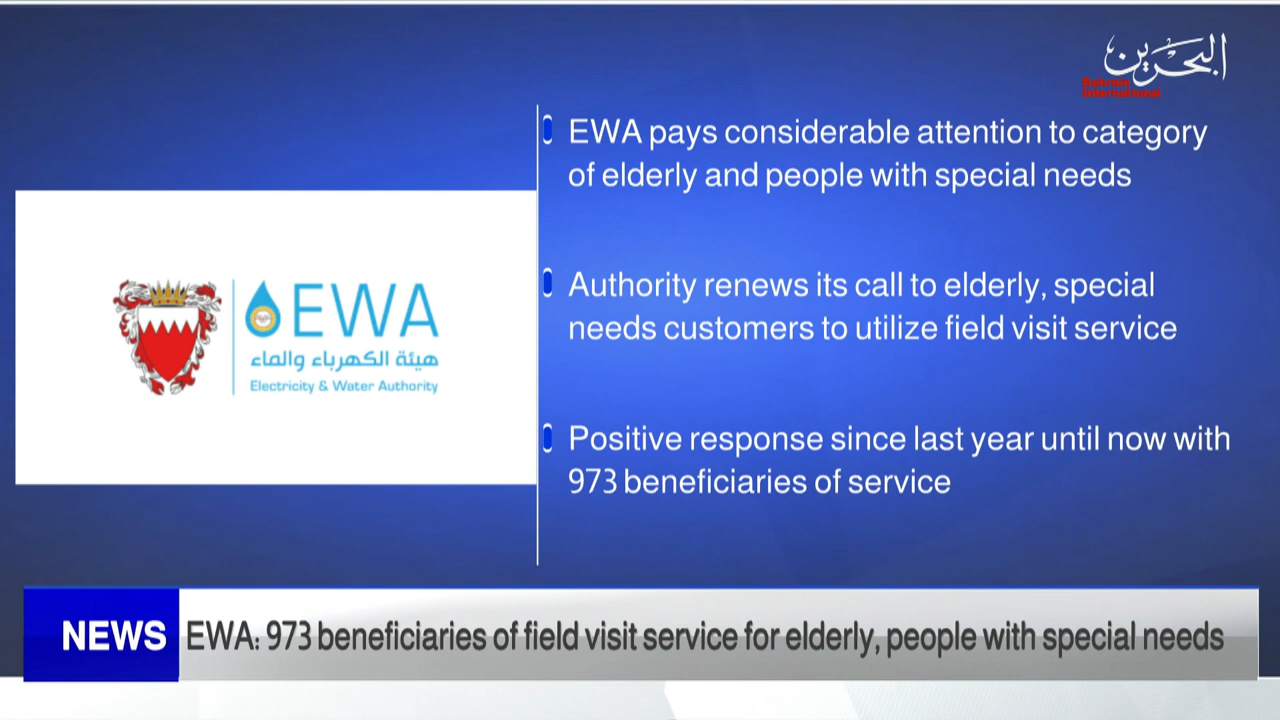 البحرين
Bahrain
International
EWA pays considerable attention to category
of elderly and people with special needs
Authority renews its call to elderly, special
needs customers to utilize field visit service
Positive response since last year until now with
973 beneficiaries of service
EWA
هيئة الكهرباء والماء
Electricity & Water Authority
NEWS
EWA: 973 beneficiaries of field visit service for elderly, people with special needs